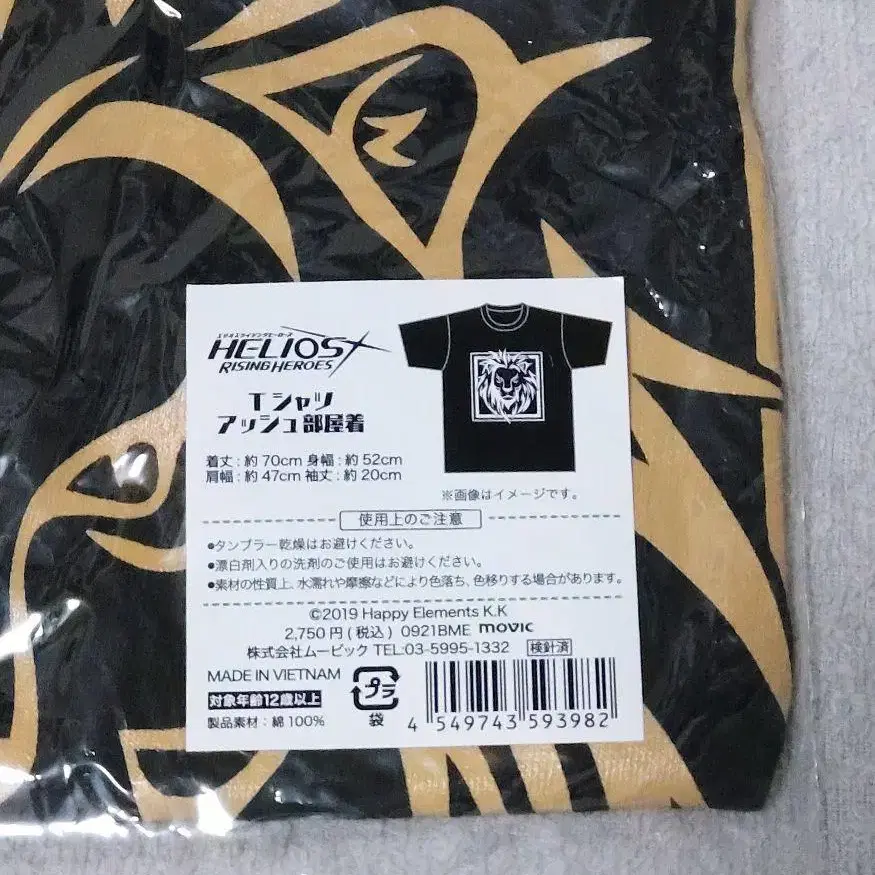 エリオスライジングヒーローズ
HELIOS
RISING HEROES
Tシャツ
アッシュ部屋着
着丈:約70cm 身幅:約52cm
肩幅:約47cm 袖丈:約20cm
※画像はイメージです。
使用上のご注意
●タンブラー乾燥はお避けください。
●漂白剤入りの洗剤のご使用はお避けください。
●素材の性質上、水濡れや摩擦などにより色落ち、色移りする場合があります。
©2019 Happy Elements K.K
2,750円(税込) 0921BME movic
株式会社ムービック TEL:03-5995-1332 検針済
MADE IN VIETNAM
対象年齢12歳以上
製品素材:綿100%
プラ
袋
4 549743 593982